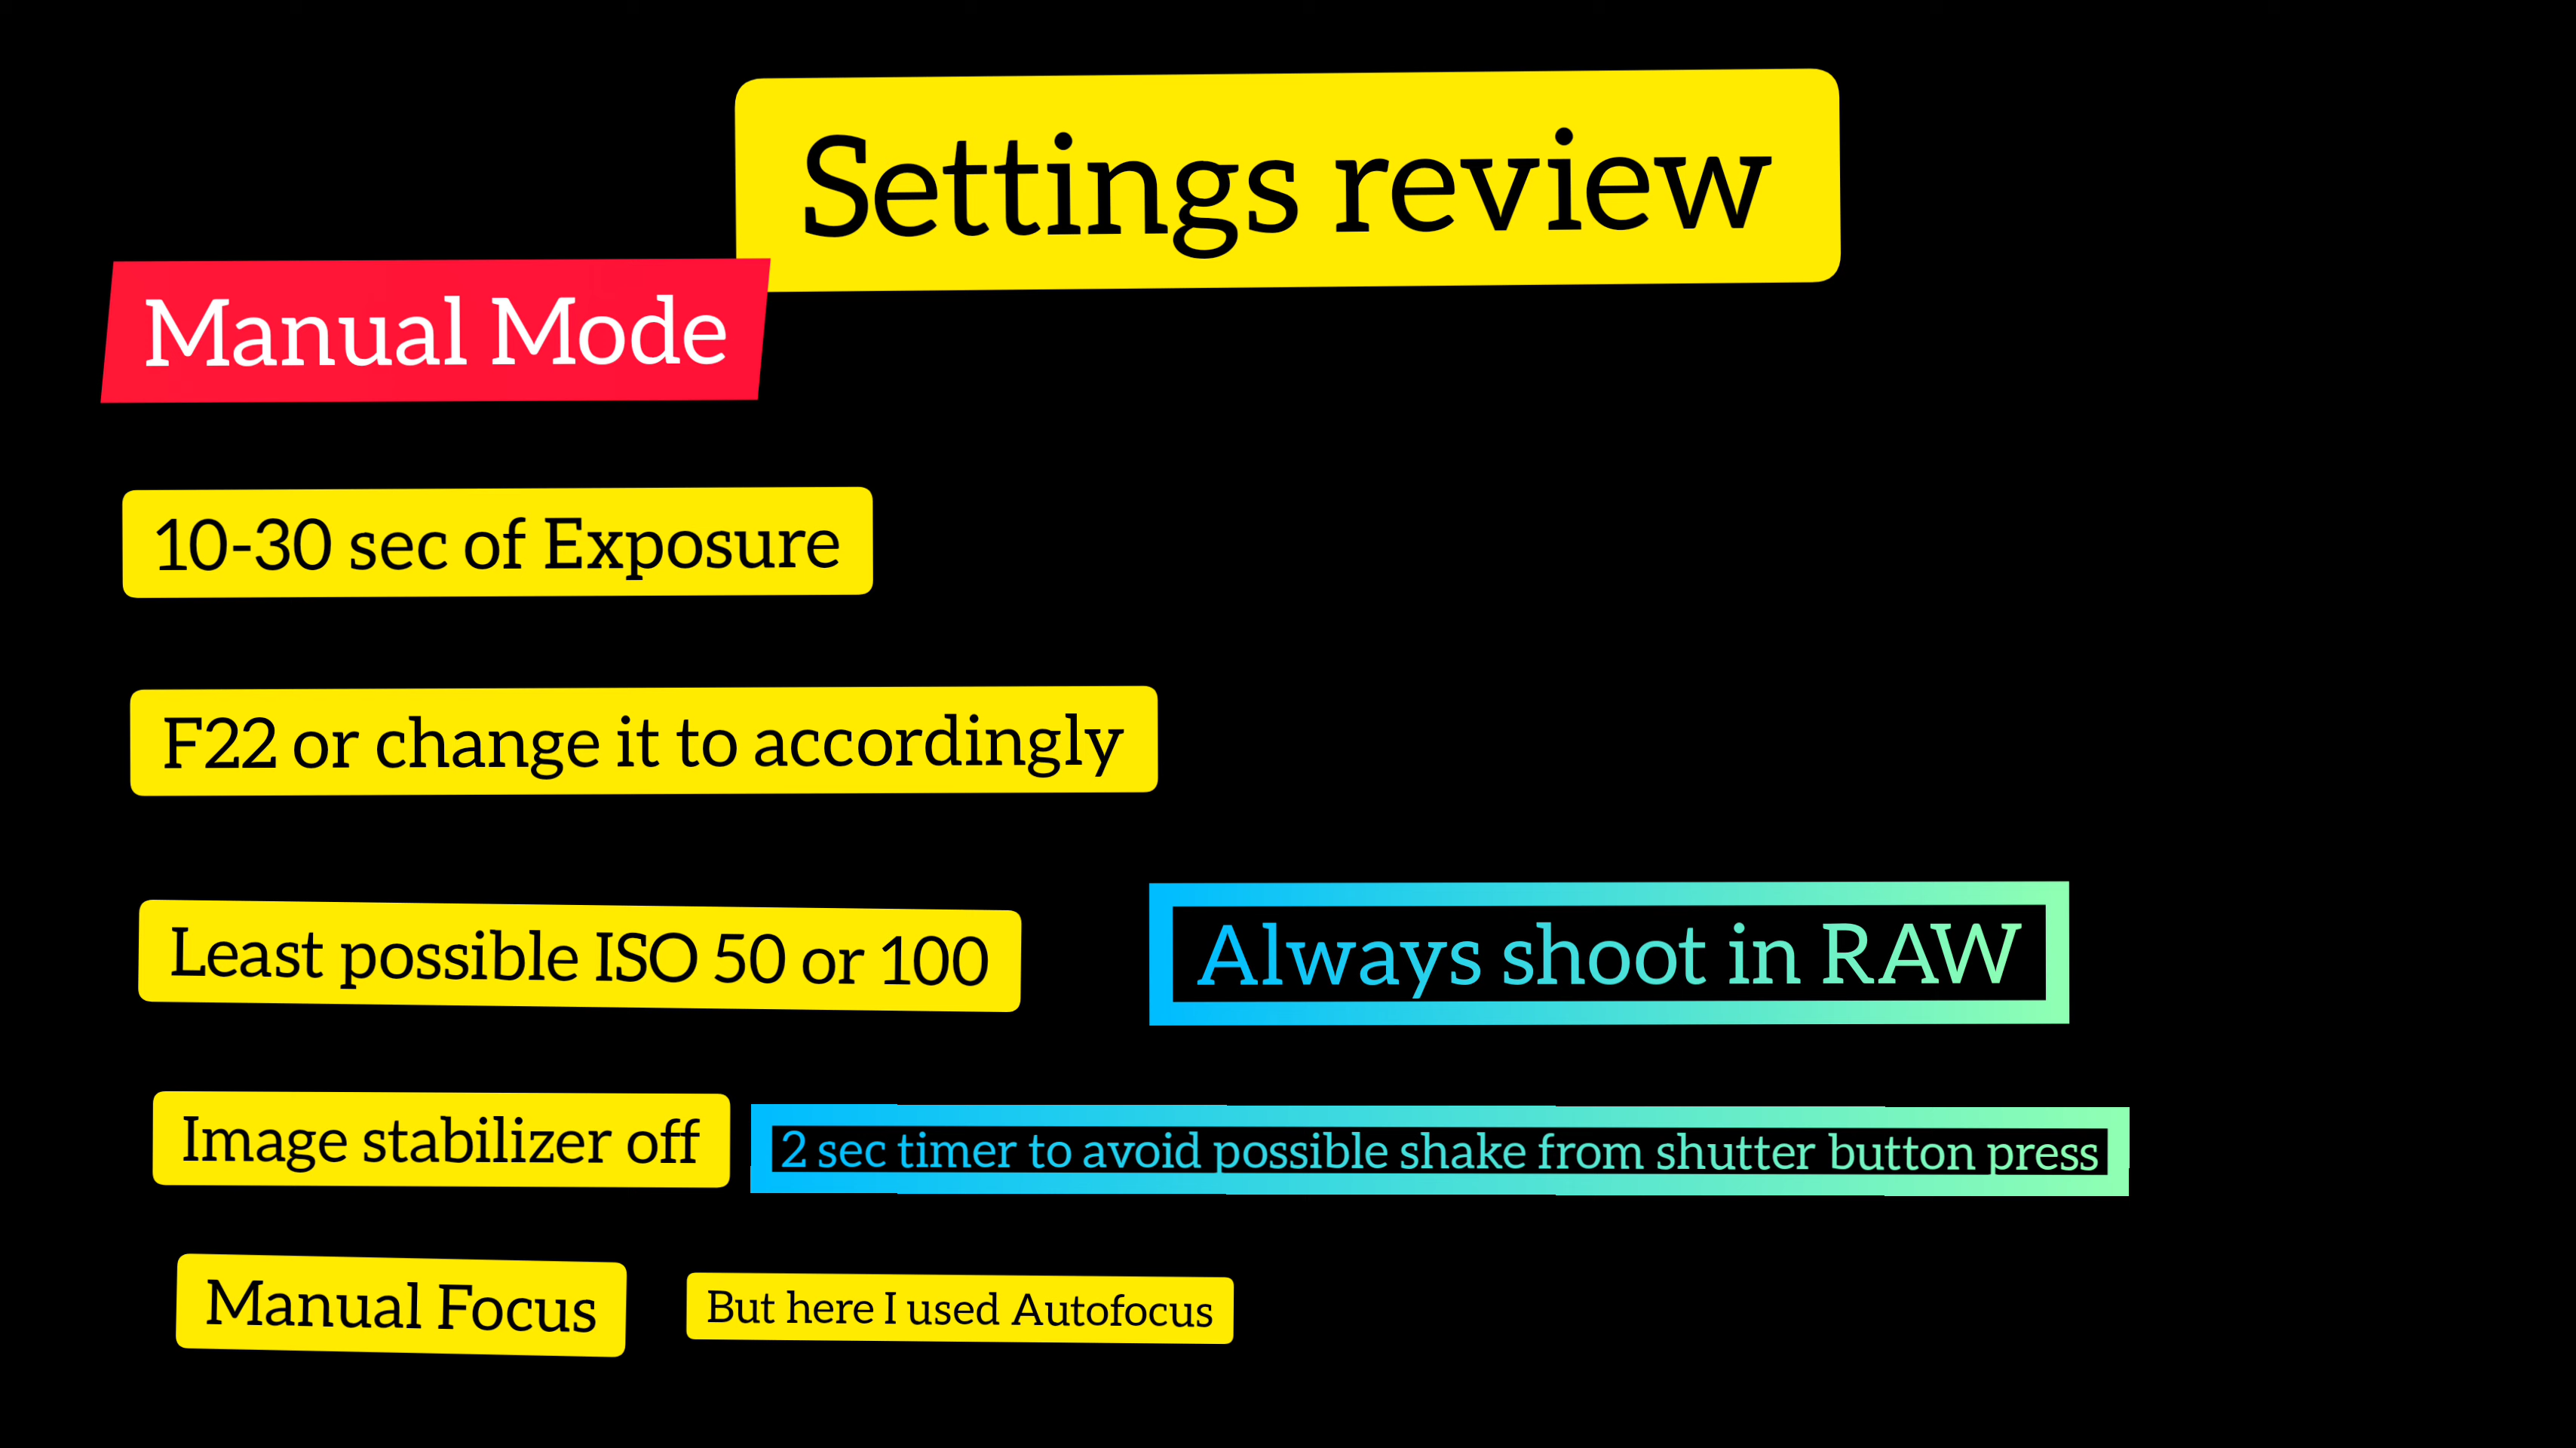 Settings review
Manual Mode
10-30 sec of Exposure
F22 or change it to accordingly
Least possible ISO 50 or 100
Always shoot in RAW
Image stabilizer off
2 sec timer to avoid possible shake from shutter button press
Manual Focus
But here I used Autofocus